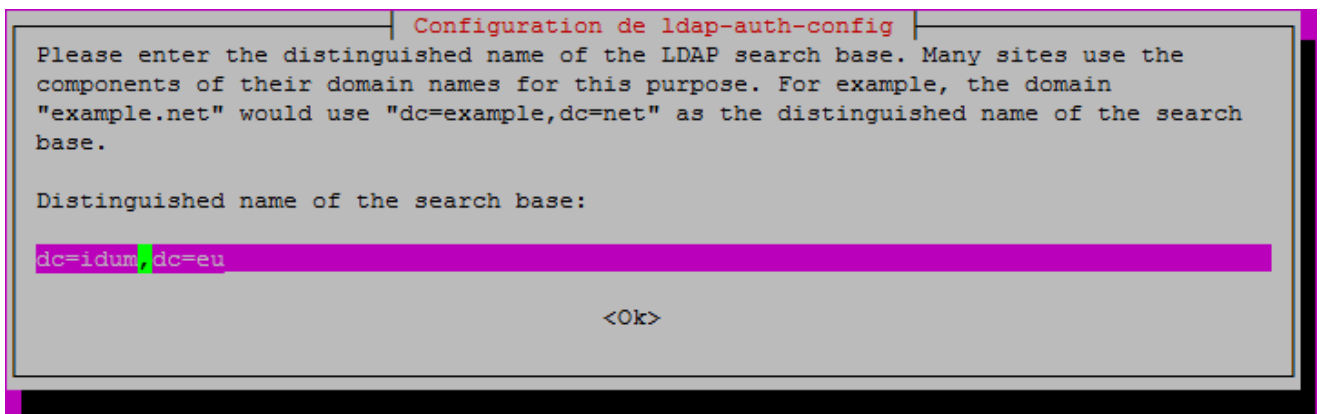 Configuration de ldap-auth-config
Please enter the distinguished name of the LDAP search base. Many sites use the
components of their domain names for this purpose. For example, the domain
"example.net" would use "dc=example,dc=net" as the distinguished name of the search
base.
Distinguished name of the search base:
dc=idum,dc=eu
<Ok>